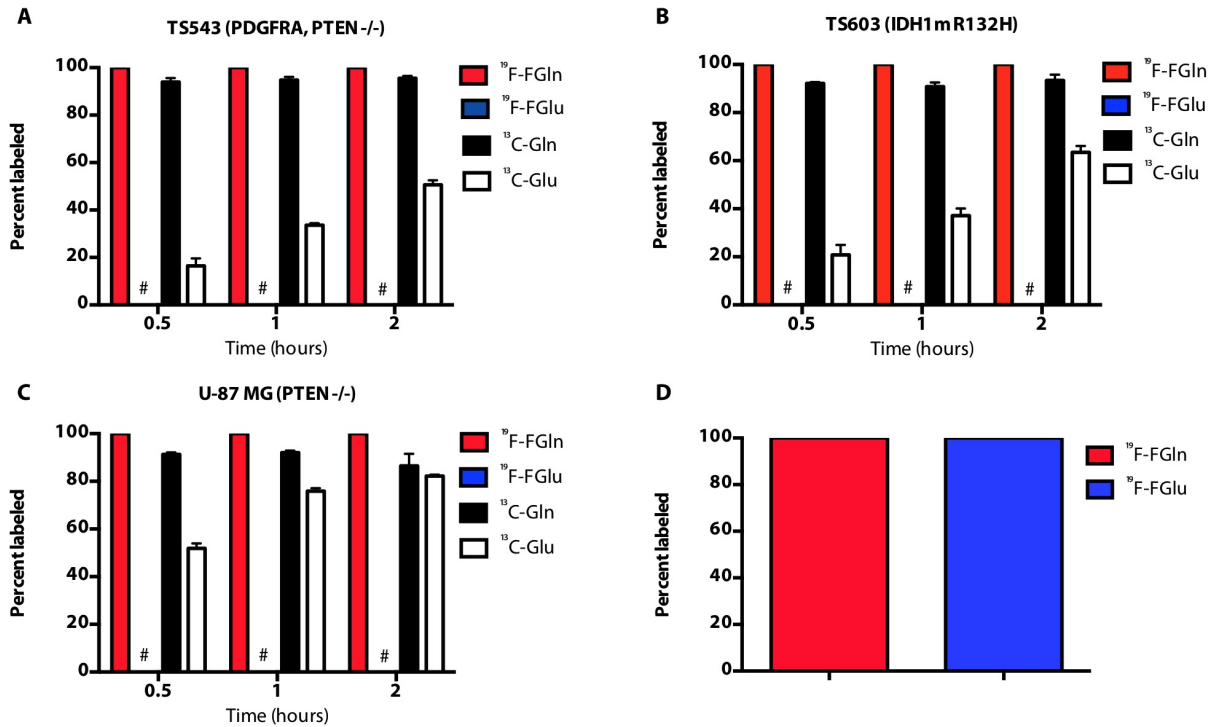 A
TS543 (PDGFRA, PTEN -/-)
Percent labeled
100
80
60
40
20
0
# # #
0.5 1 2
Time (hours)
¹⁹F-FGln
¹⁹F-FGlu
¹³C-Gln
¹³C-Glu
B
TS603 (IDH1m R132H)
Percent labeled
100
80
60
40
20
0
# # #
0.5 1 2
Time (hours)
¹⁹F-FGln
¹⁹F-FGlu
¹³C-Gln
¹³C-Glu
C
U-87 MG (PTEN -/-)
Percent labeled
100
80
60
40
20
0
# # #
0.5 1 2
Time (hours)
¹⁹F-FGln
¹⁹F-FGlu
¹³C-Gln
¹³C-Glu
D
Percent labeled
100
80
60
40
20
0
¹⁹F-FGln
¹⁹F-FGlu